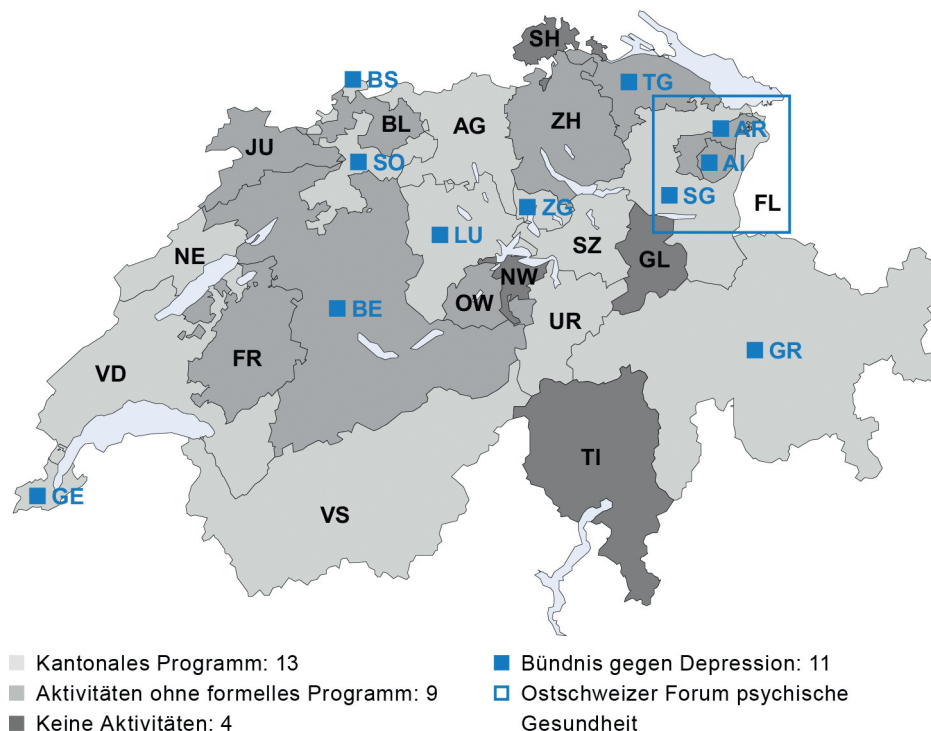 SH
BS
TG
BL
AG
ZH
AR
JU
SO
AI
SG
FL
ZG
NE
LU
SZ
GL
NW
OW
BE
UR
FR
GR
VD
TI
GE
VS
Kantonales Programm: 13
Aktivitäten ohne formelles Programm: 9
Keine Aktivitäten: 4
Bündnis gegen Depression: 11
Ostschweizer Forum psychische
Gesundheit